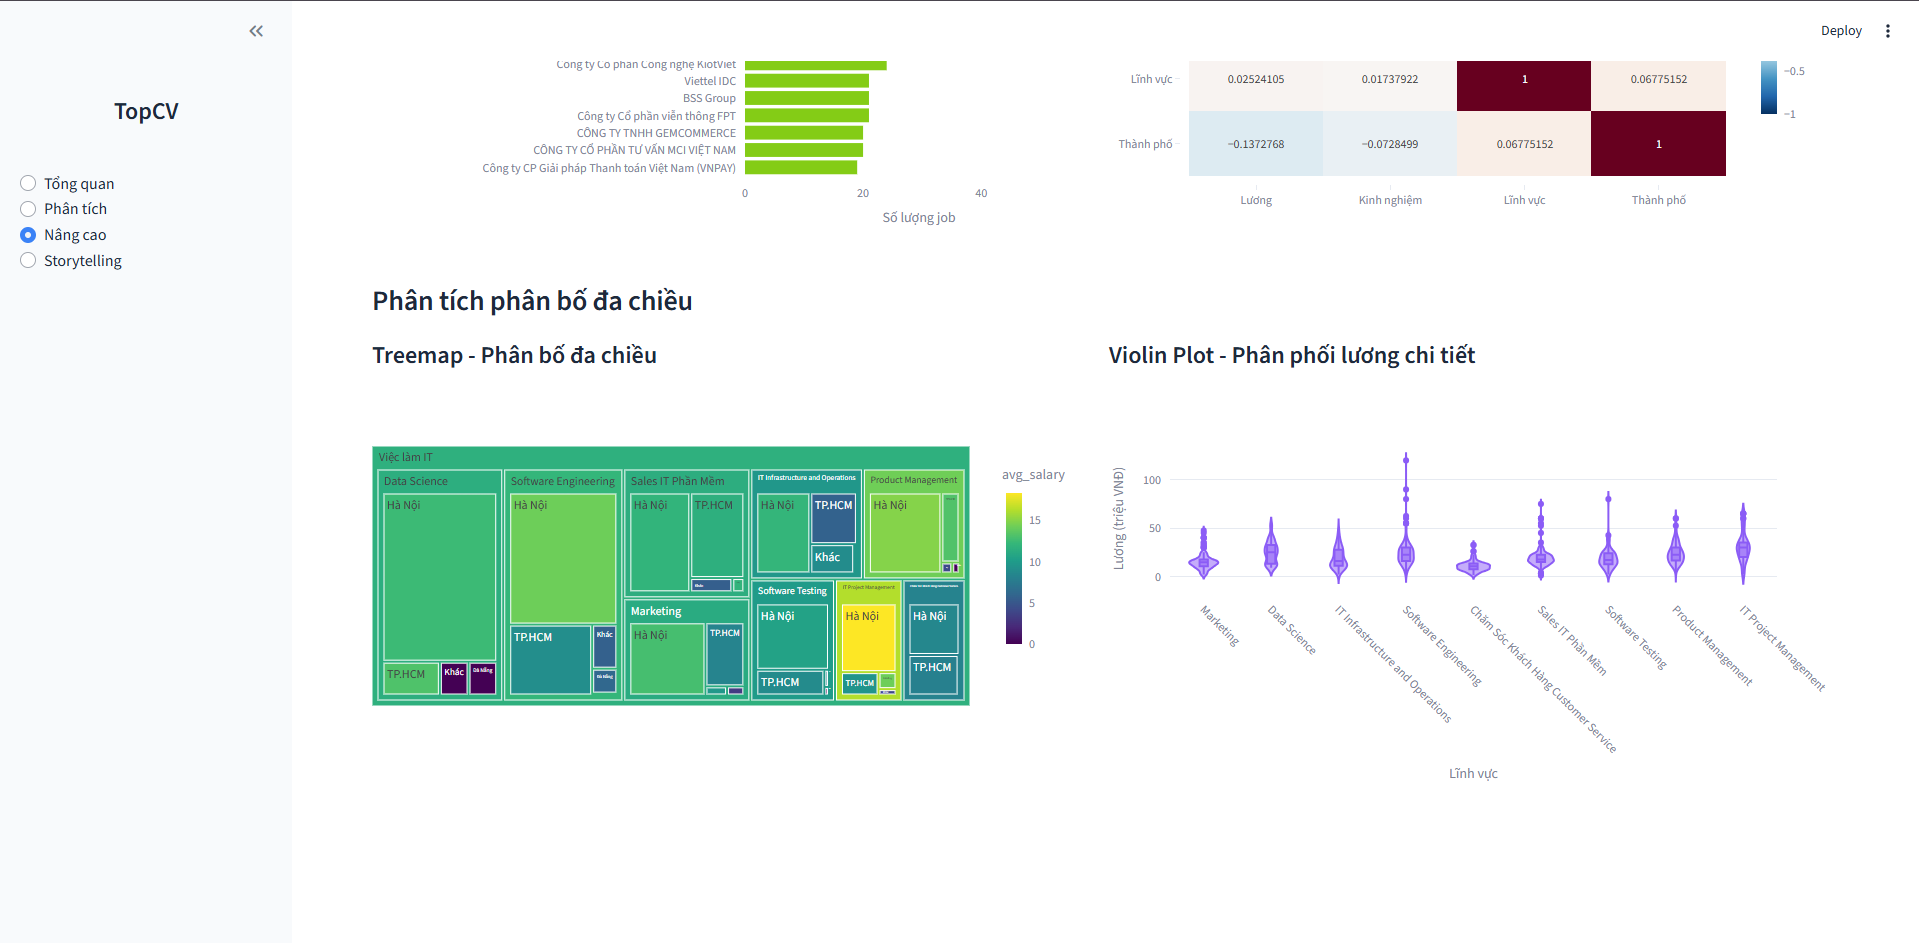 Deploy
TopCV
Tổng quan
Phân tích
Nâng cao
Storytelling
Công ty Cổ phần Công nghệ KiotViet
Viettel IDC
BSS Group
Công ty Cổ phần viễn thông FPT
CÔNG TY TNHH GEMCOMMERCE
CÔNG TY CỔ PHẦN TƯ VẤN MCI VIỆT NAM
Công ty CP Giải pháp Thanh toán Việt Nam (VNPAY)
0 20 40
Số lượng job
Lĩnh vực 0.02524105 0.01737922 1 0.06775152
Thành phố −0.1372768 −0.0728499 0.06775152 1
Lương Kinh nghiệm Lĩnh vực Thành phố
−0.5
−1
Phân tích phân bố đa chiều
Treemap - Phân bố đa chiều
Việc làm IT
Data Science
Hà Nội
TP.HCM
Khác
Đà Nẵng
Software Engineering
Hà Nội
TP.HCM
Khác
Đà Nẵng
Sales IT Phần Mềm
Hà Nội
TP.HCM
Khác
Marketing
Hà Nội
TP.HCM
IT Infrastructure and Operations
Hà Nội
TP.HCM
Khác
Product Management
Hà Nội
Software Testing
Hà Nội
TP.HCM
IT Project Management
Hà Nội
TP.HCM
Hà Nội
TP.HCM
avg_salary
15
10
5
0
Violin Plot - Phân phối lương chi tiết
Lương (triệu VNĐ)
100
50
0
Marketing
Data Science
IT Infrastructure and Operations
Software Engineering
Chăm Sóc Khách Hàng Customer Service
Sales IT Phần Mềm
Software Testing
Product Management
IT Project Management
Lĩnh vực